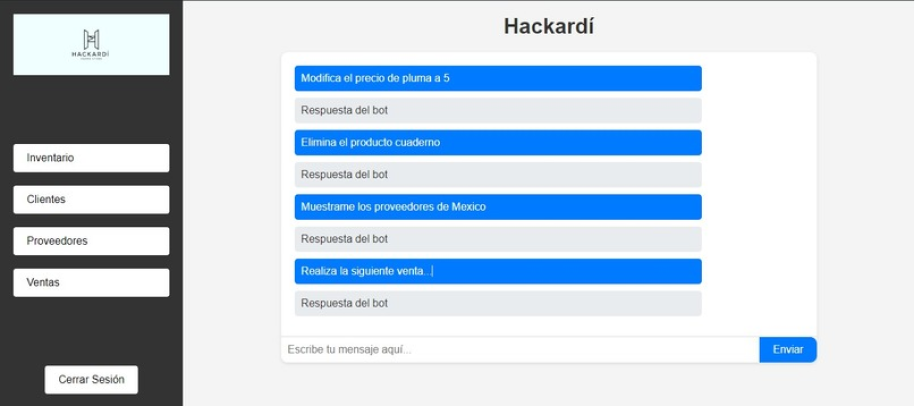 HACKARDÍ
Inventario
Clientes
Proveedores
Ventas
Cerrar Sesión
Hackardí
Modifica el precio de pluma a 5
Respuesta del bot
Elimina el producto cuaderno
Respuesta del bot
Muestrame los proveedores de Mexico
Respuesta del bot
Realiza la siguiente venta...
Respuesta del bot
Escribe tu mensaje aquí...
Enviar